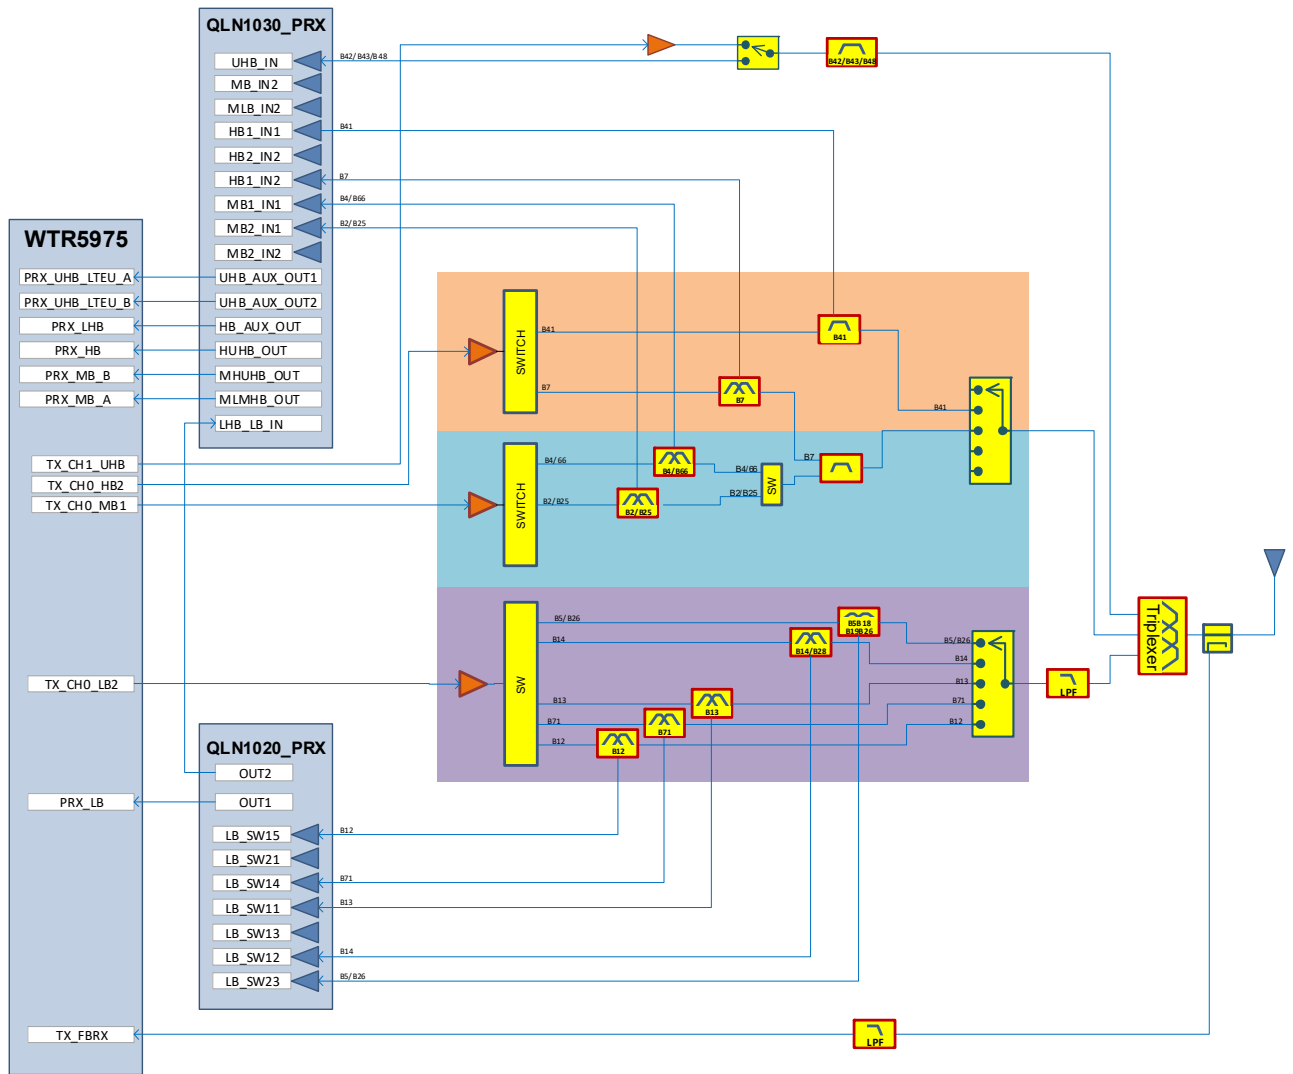 QLN1030_PRX
UHB_IN
B42/B43/B48
B42/B43/B48
MB_IN2
MLB_IN2
HB1_IN1
B41
HB2_IN2
HB1_IN2
B7
MB1_IN1
B4/B66
MB2_IN1
B2/B25
MB2_IN2
UHB_AUX_OUT1
UHB_AUX_OUT2
HB_AUX_OUT
HUHB_OUT
MHUHB_OUT
MLMHB_OUT
LHB_LB_IN
WTR5975
PRX_UHB_LTEU_A
PRX_UHB_LTEU_B
PRX_LHB
PRX_HB
PRX_MB_B
PRX_MB_A
TX_CH1_UHB
TX_CH0_HB2
TX_CH0_MB1
TX_CH0_LB2
PRX_LB
TX_FBRX
SWITCH
B41
B41
B7
B7
B41
SWITCH
B4/66
B4/B66
B4/66
B7
SW
B2/B25
B2/B25
B2/B25
SW
B5/B26
B5B18
B19B26
B5/B26
B14
B14/B28
B14
B13
B13
B13
B71
B71
B71
B12
B12
B12
LPF
Triplexer
QLN1020_PRX
OUT2
OUT1
LB_SW15
B12
LB_SW21
LB_SW14
B71
LB_SW11
B13
LB_SW13
LB_SW12
B14
LB_SW23
B5/B26
LPF